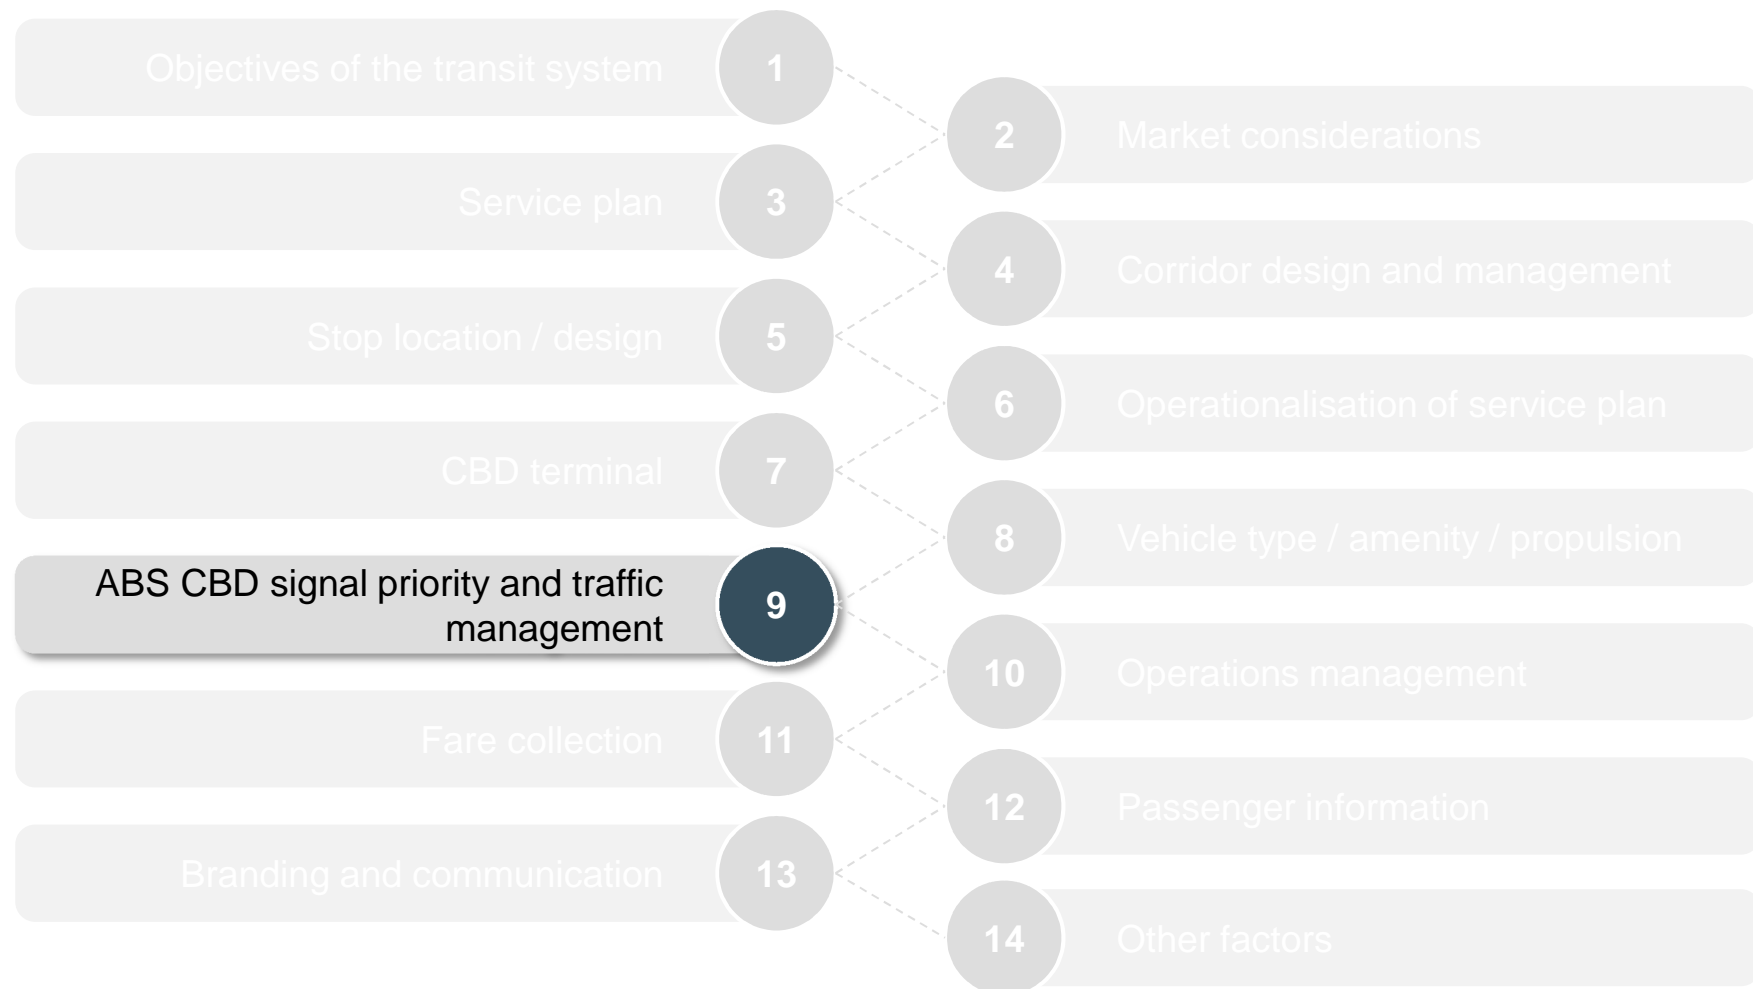 Objectives of the transit system 1
2 Market considerations
Service plan 3
4 Corridor design and management
Stop location / design 5
6 Operationalisation of service plan
CBD terminal 7
8 Vehicle type / amenity / propulsion
ABS CBD signal priority and traffic
management 9
10 Operations management
Fare collection 11
12 Passenger information
Branding and communication 13
14 Other factors